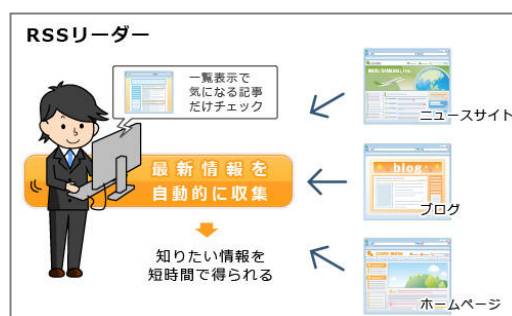 RSSリーダー
一覧表示で
気になる記事
だけチェック
ニュースサイト
最新情報を
自動的に収集
blog
ブログ
知りたい情報を
短時間で得られる
ホームページ